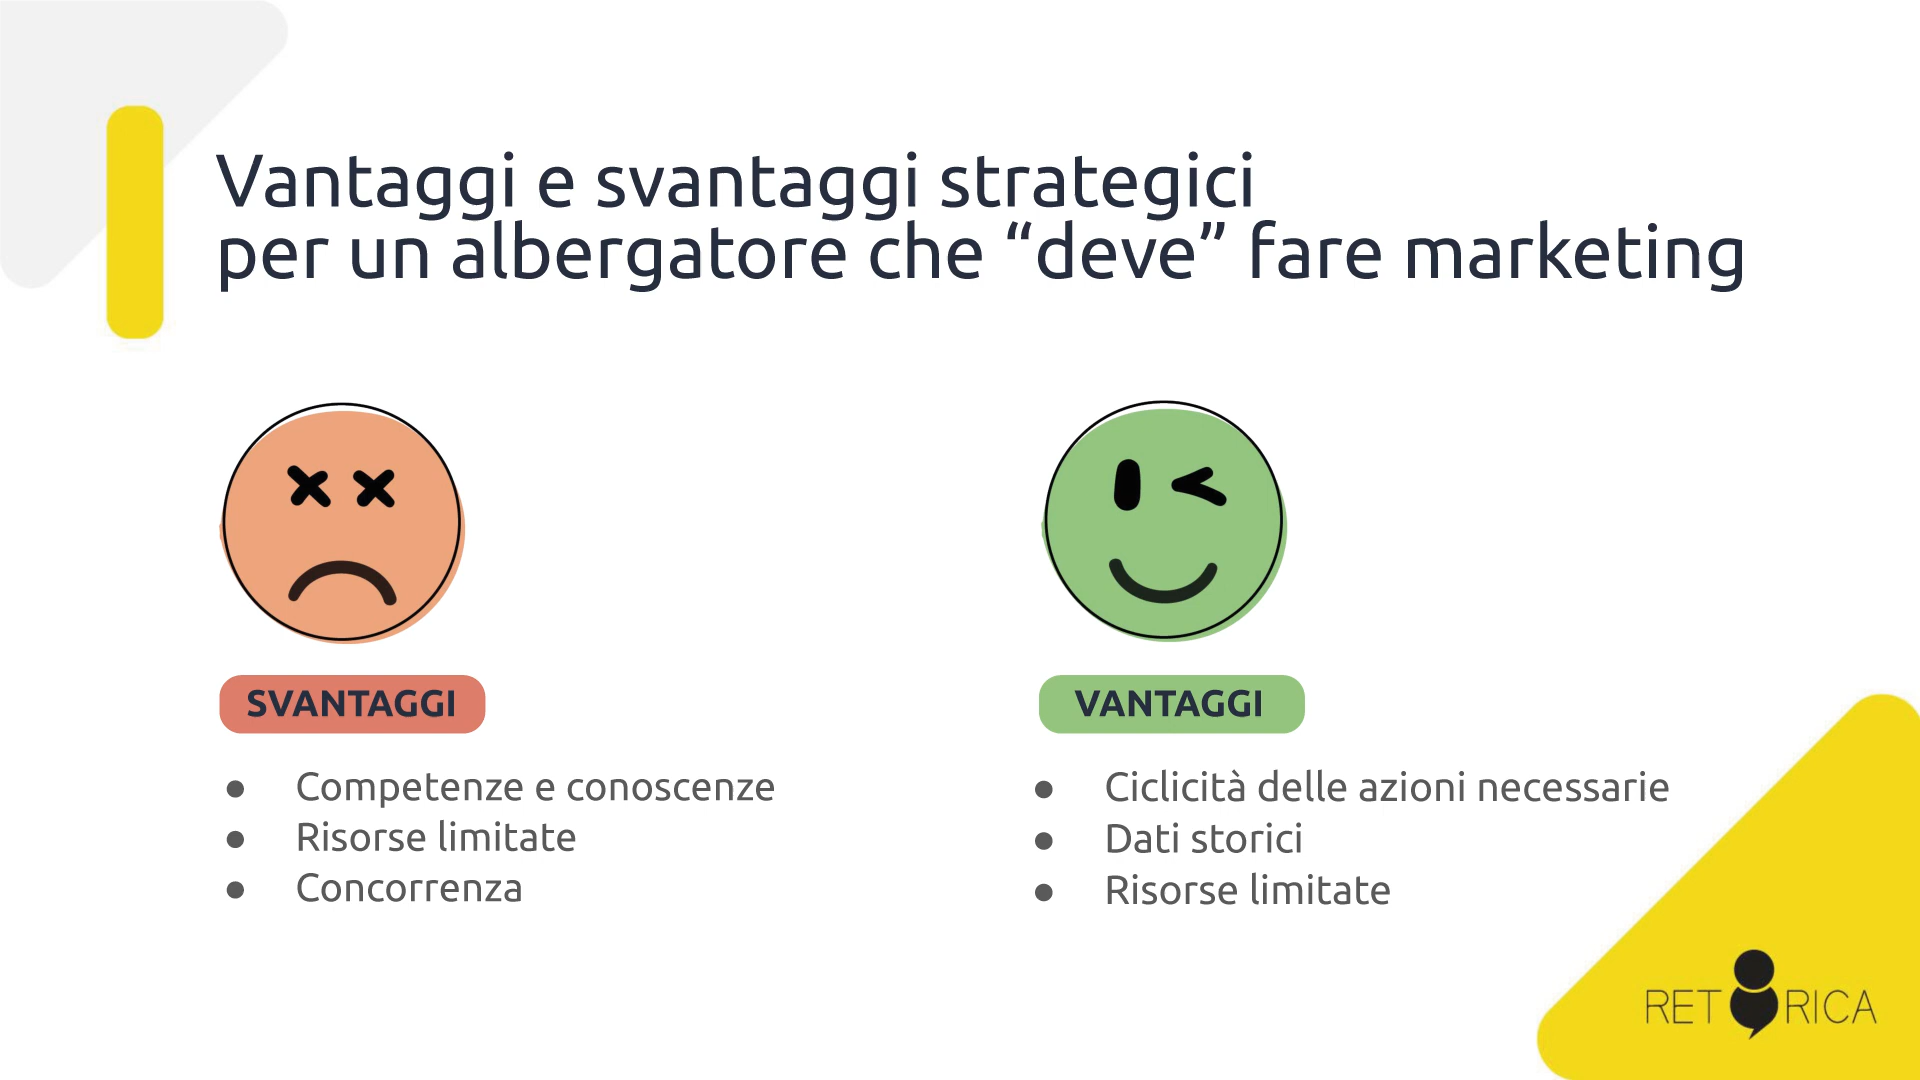 Vantaggi e svantaggi strategici
per un albergatore che “deve” fare marketing
SVANTAGGI
● Competenze e conoscenze
● Risorse limitate
● Concorrenza
VANTAGGI
● Ciclicità delle azioni necessarie
● Dati storici
● Risorse limitate
RETORICA